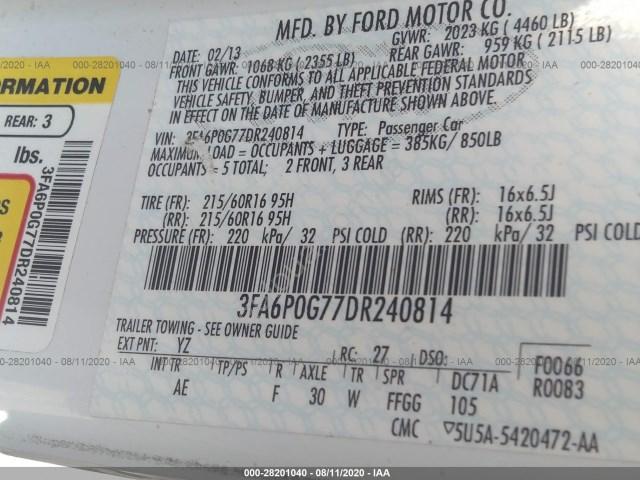 MFD. BY FORD MOTOR CO.
DATE: 02/13 GVWR: 2023 KG (4460 LB)
FRONT GAWR: 1068 KG (2355 LB) REAR GAWR: 959 KG (2115 LB)
THIS VEHICLE CONFORMS TO ALL APPLICABLE FEDERAL MOTOR
VEHICLE SAFETY, BUMPER, AND THEFT PREVENTION STANDARDS
IN EFFECT ON THE DATE OF MANUFACTURE SHOWN ABOVE.
VIN: 3FA6P0G77DR240814 TYPE: Passenger Car
MAXIMUM LOAD = OCCUPANTS + LUGGAGE = 385KG/ 850LB
OCCUPANTS = 5 TOTAL; 2 FRONT, 3 REAR
TIRE (FR): 215/60R16 95H RIMS (FR): 16x6.5J
(RR): 215/60R16 95H (RR): 16x6.5J
PRESSURE (FR): 220 kPa/ 32 PSI COLD (RR): 220 kPa/ 32 PSI COLD
3FA6P0G77DR240814
TRAILER TOWING - SEE OWNER GUIDE
EXT PNT: YZ RC: 27 DSO: F0066
INT TR TP/PS R AXLE TR SPR DC71A R0083
AE F 30 W FFGG 105
CMC ▽5U5A-5420472-AA
FORMATION
REAR: 3
lbs.
3FA6P0G77DR240814
000-28201040 - 08/11/2020 - IAA